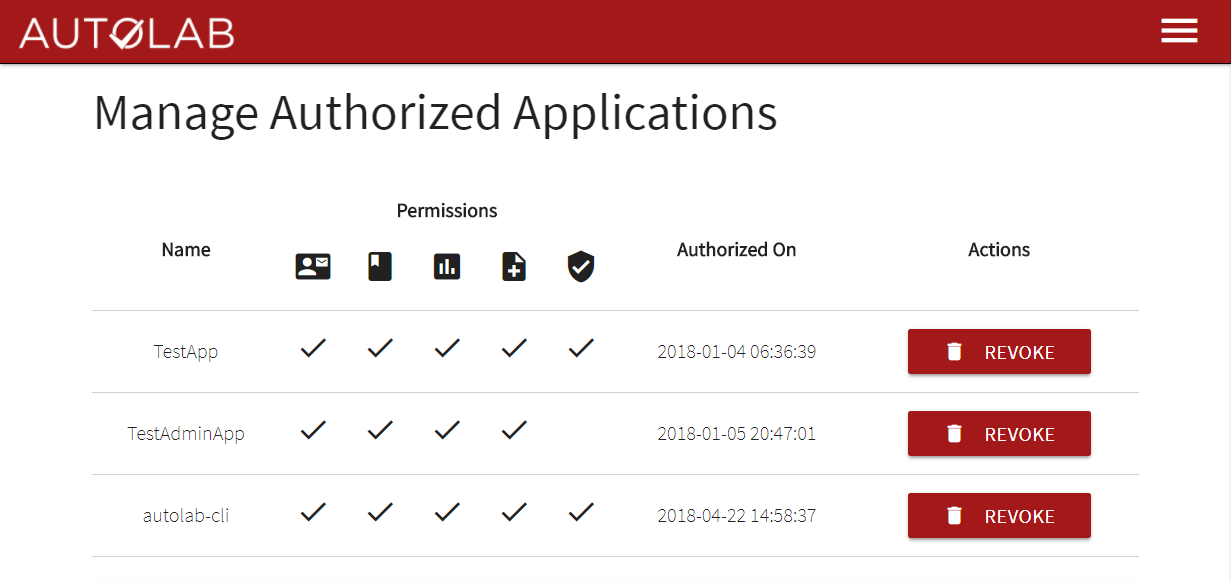 AUTOLAB
Manage Authorized Applications
Permissions
Name Authorized On Actions
TestApp 2018-01-04 06:36:39 REVOKE
TestAdminApp 2018-01-05 20:47:01 REVOKE
autolab-cli 2018-04-22 14:58:37 REVOKE